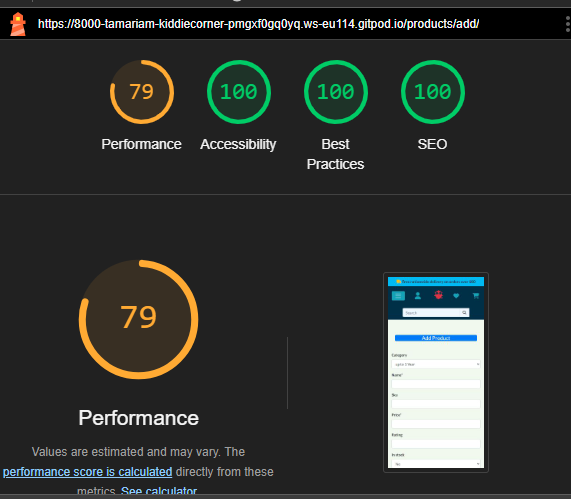 https://8000-tamariam-kiddiecorner-pmgxf0gq0yq.ws-eu114.gitpod.io/products/add/
79
100
100
100
Performance
Accessibility
Best
Practices
SEO
79
Performance
Values are estimated and may vary. The
performance score is calculated directly from these
metrics. See calculator.
Search
Add Product
Category
Name*
Sku
Price*
Rating